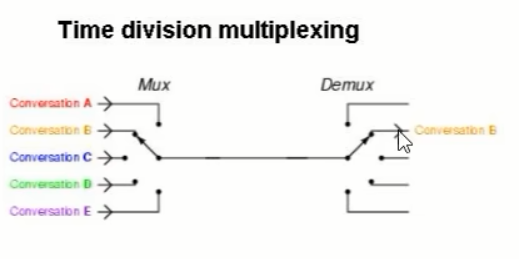 Time division multiplexing
Mux Demux
Conversation A
Conversation B Conversation B
Conversation C
Conversation D
Conversation E